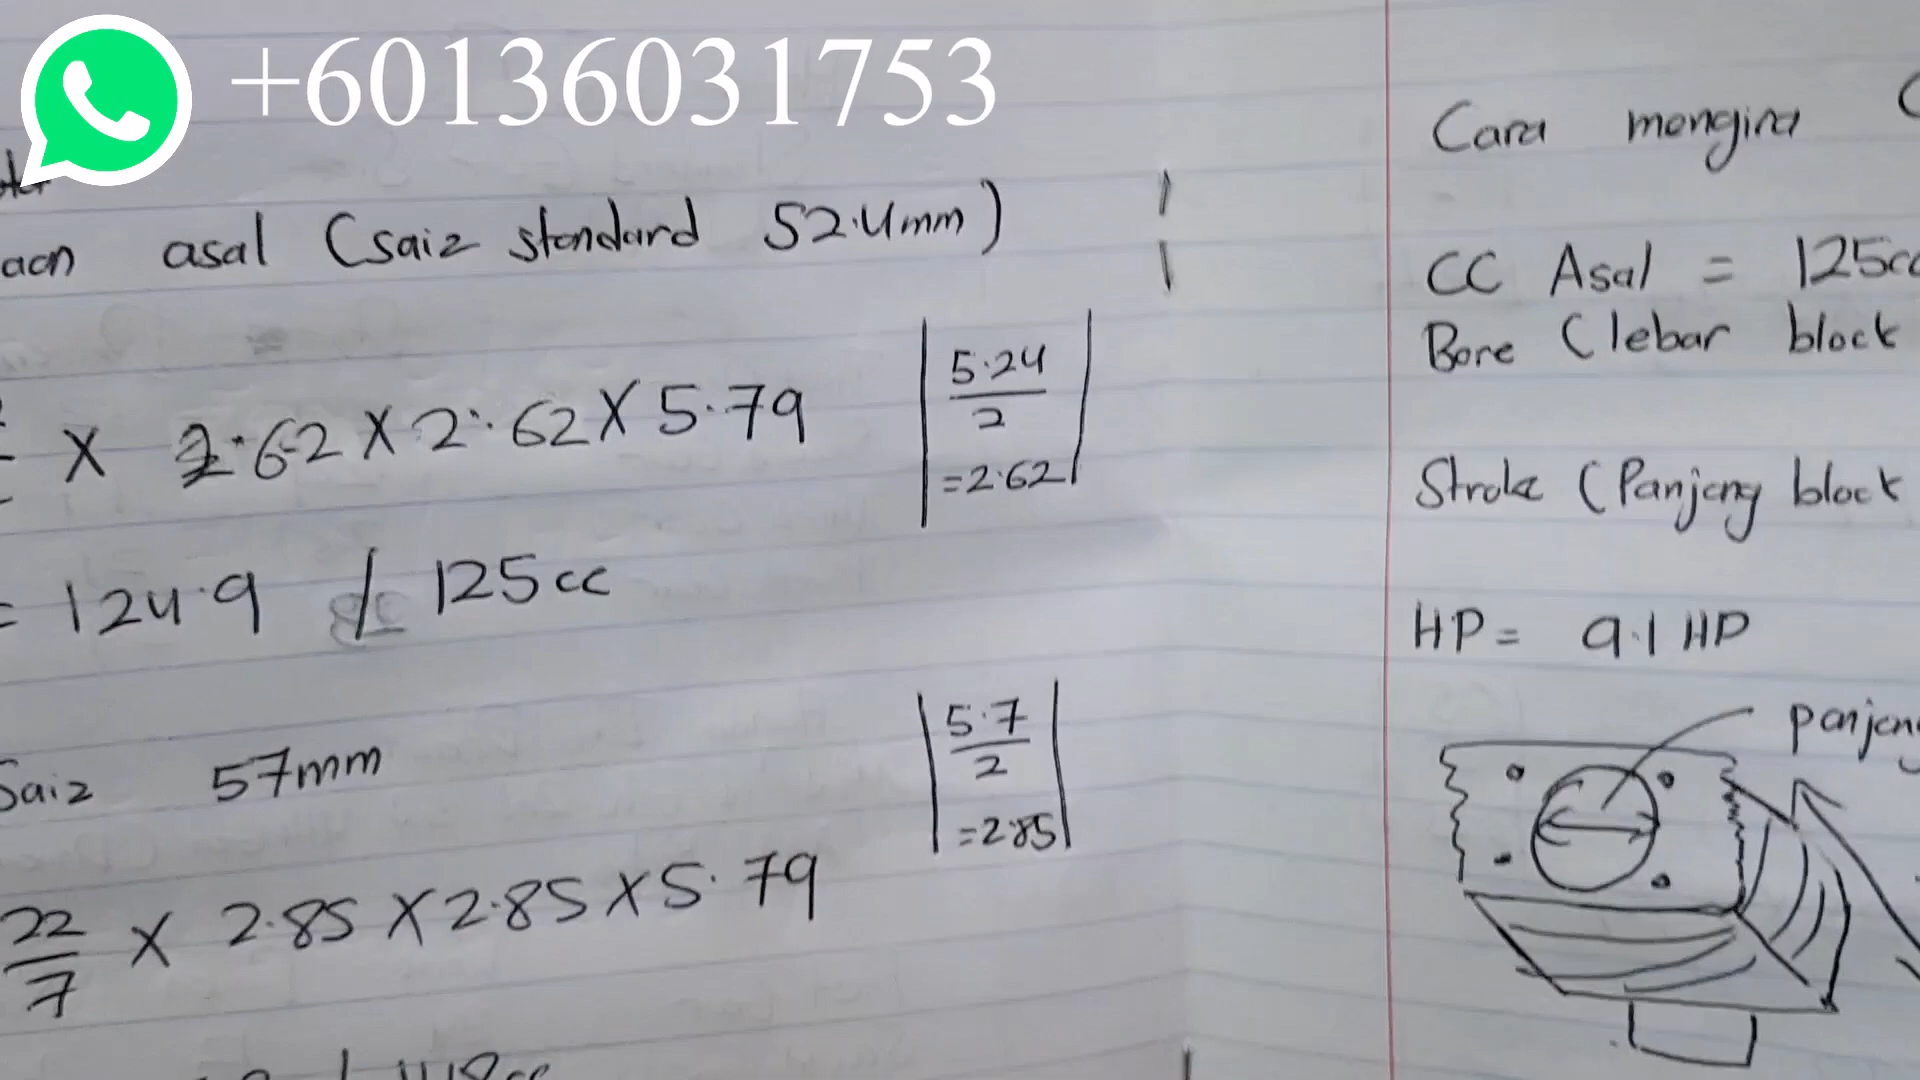 +60136031753
asal (saiz standard 52.4mm)
X 2.62 X 2.62 X 5.79
5.24
2
=2.62
= 124.9 / 125cc
Saiz 57mm
5.7
2
=2.85
22
7
X 2.85 X 2.85 X 5.79
Cara mengira
CC Asal = 125cc
Bore (lebar block
Stroke (Panjang block
HP = 9.1 HP
panjang